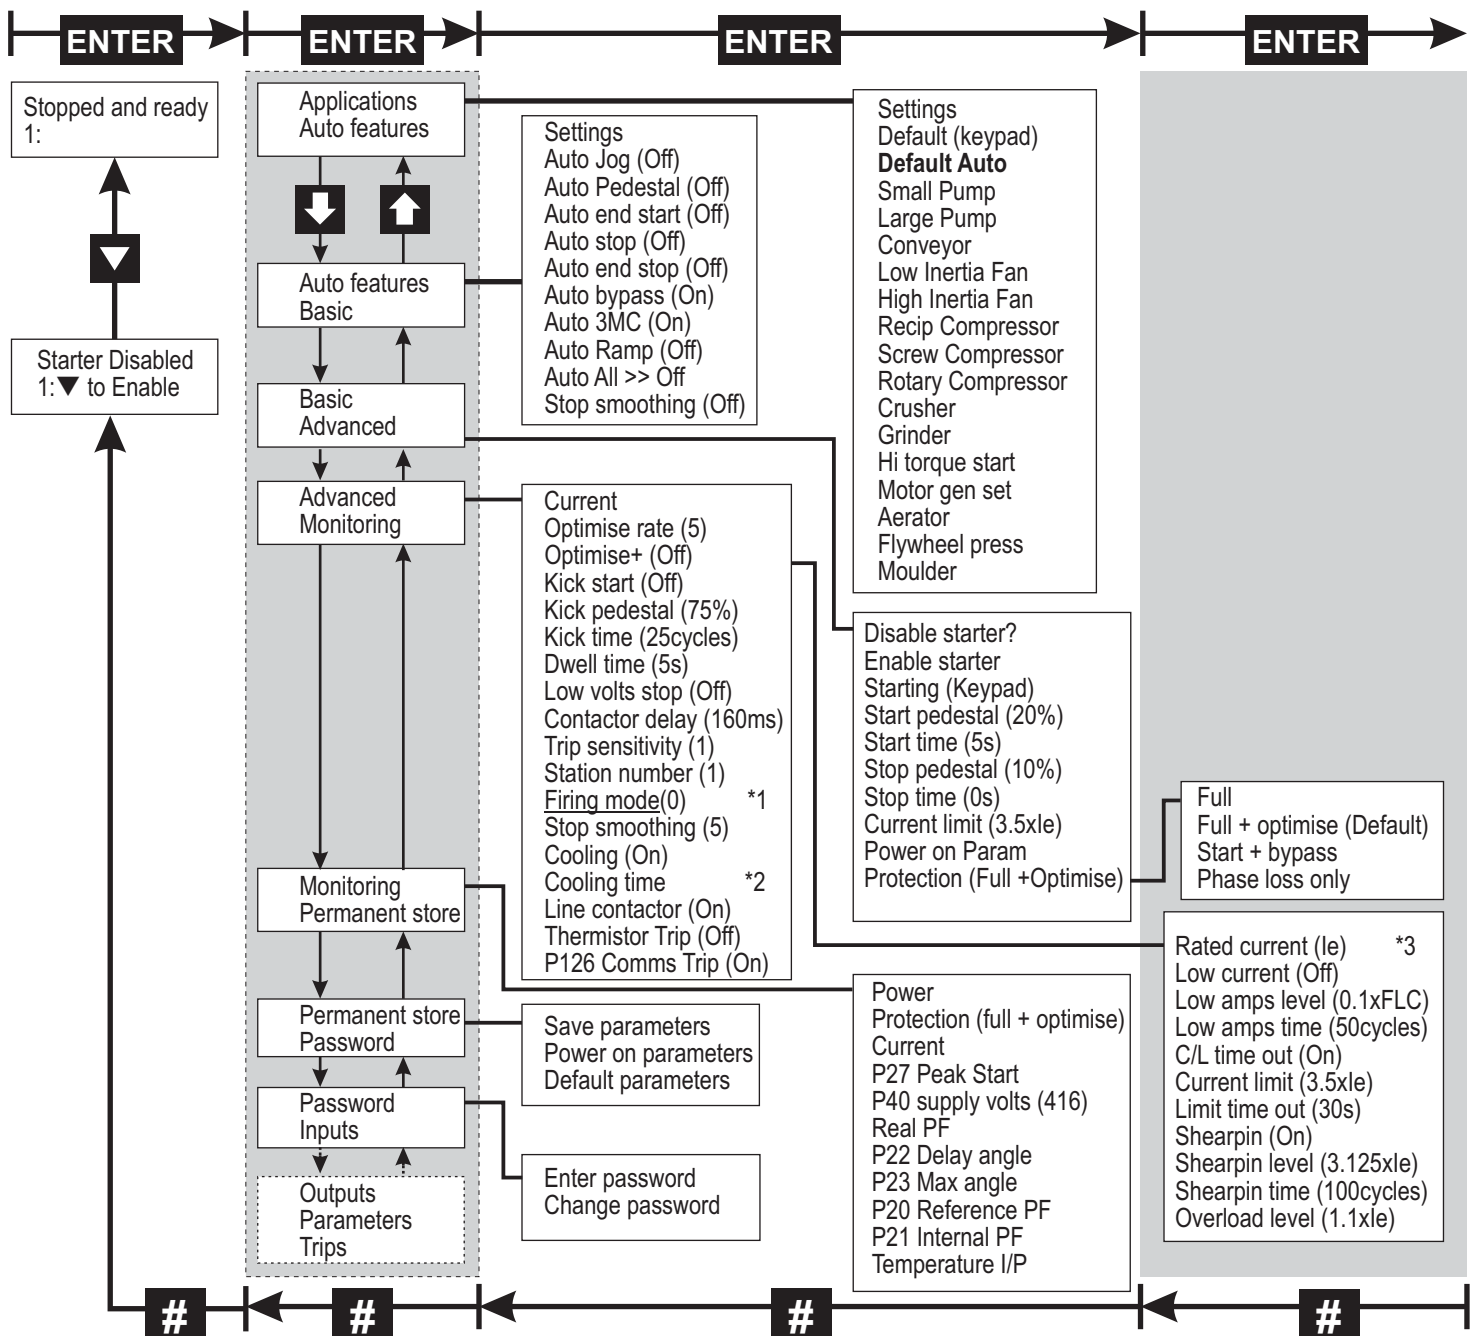 ENTER
ENTER
ENTER
ENTER
Stopped and ready
1:
Starter Disabled
1:▼ to Enable
Applications
Auto features
Auto features
Basic
Basic
Advanced
Advanced
Monitoring
Monitoring
Permanent store
Permanent store
Password
Password
Inputs
Outputs
Parameters
Trips
Settings
Auto Jog (Off)
Auto Pedestal (Off)
Auto end start (Off)
Auto stop (Off)
Auto end stop (Off)
Auto bypass (On)
Auto 3MC (On)
Auto Ramp (Off)
Auto All >> Off
Stop smoothing (Off)
Current
Optimise rate (5)
Optimise+ (Off)
Kick start (Off)
Kick pedestal (75%)
Kick time (25cycles)
Dwell time (5s)
Low volts stop (Off)
Contactor delay (160ms)
Trip sensitivity (1)
Station number (1)
Firing mode(0) *1
Stop smoothing (5)
Cooling (On)
Cooling time *2
Line contactor (On)
Thermistor Trip (Off)
P126 Comms Trip (On)
Save parameters
Power on parameters
Default parameters
Enter password
Change password
Settings
Default (keypad)
Default Auto
Small Pump
Large Pump
Conveyor
Low Inertia Fan
High Inertia Fan
Recip Compressor
Screw Compressor
Rotary Compressor
Crusher
Grinder
Hi torque start
Motor gen set
Aerator
Flywheel press
Moulder
Disable starter?
Enable starter
Starting (Keypad)
Start pedestal (20%)
Start time (5s)
Stop pedestal (10%)
Stop time (0s)
Current limit (3.5xIe)
Power on Param
Protection (Full +Optimise)
Power
Protection (full + optimise)
Current
P27 Peak Start
P40 supply volts (416)
Real PF
P22 Delay angle
P23 Max angle
P20 Reference PF
P21 Internal PF
Temperature I/P
Full
Full + optimise (Default)
Start + bypass
Phase loss only
Rated current (Ie) *3
Low current (Off)
Low amps level (0.1xFLC)
Low amps time (50cycles)
C/L time out (On)
Current limit (3.5xIe)
Limit time out (30s)
Shearpin (On)
Shearpin level (3.125xIe)
Shearpin time (100cycles)
Overload level (1.1xIe)
#
#
#
#